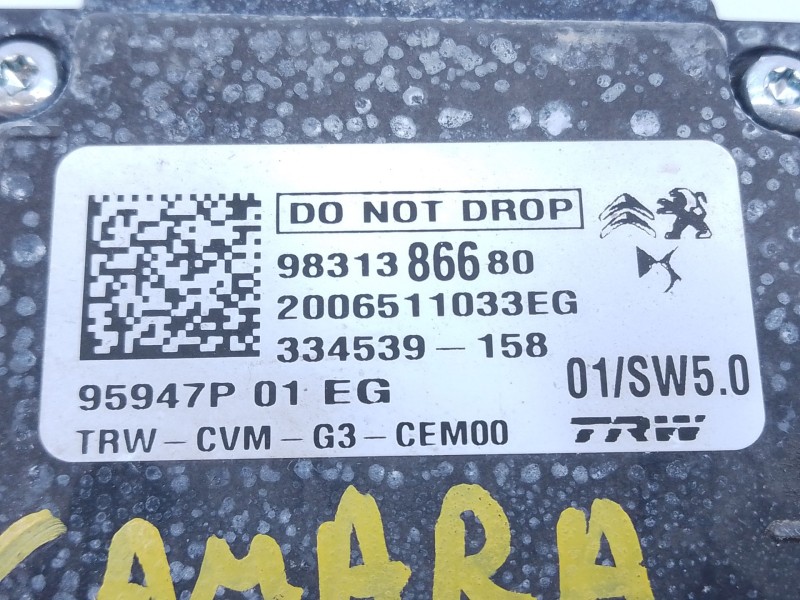 DO NOT DROP
98313 866 80
2006511033EG
334539-158
95947P 01 EG
01/SW5.0
TRW-CVM-G3-CEM00
TRW
CAMARA